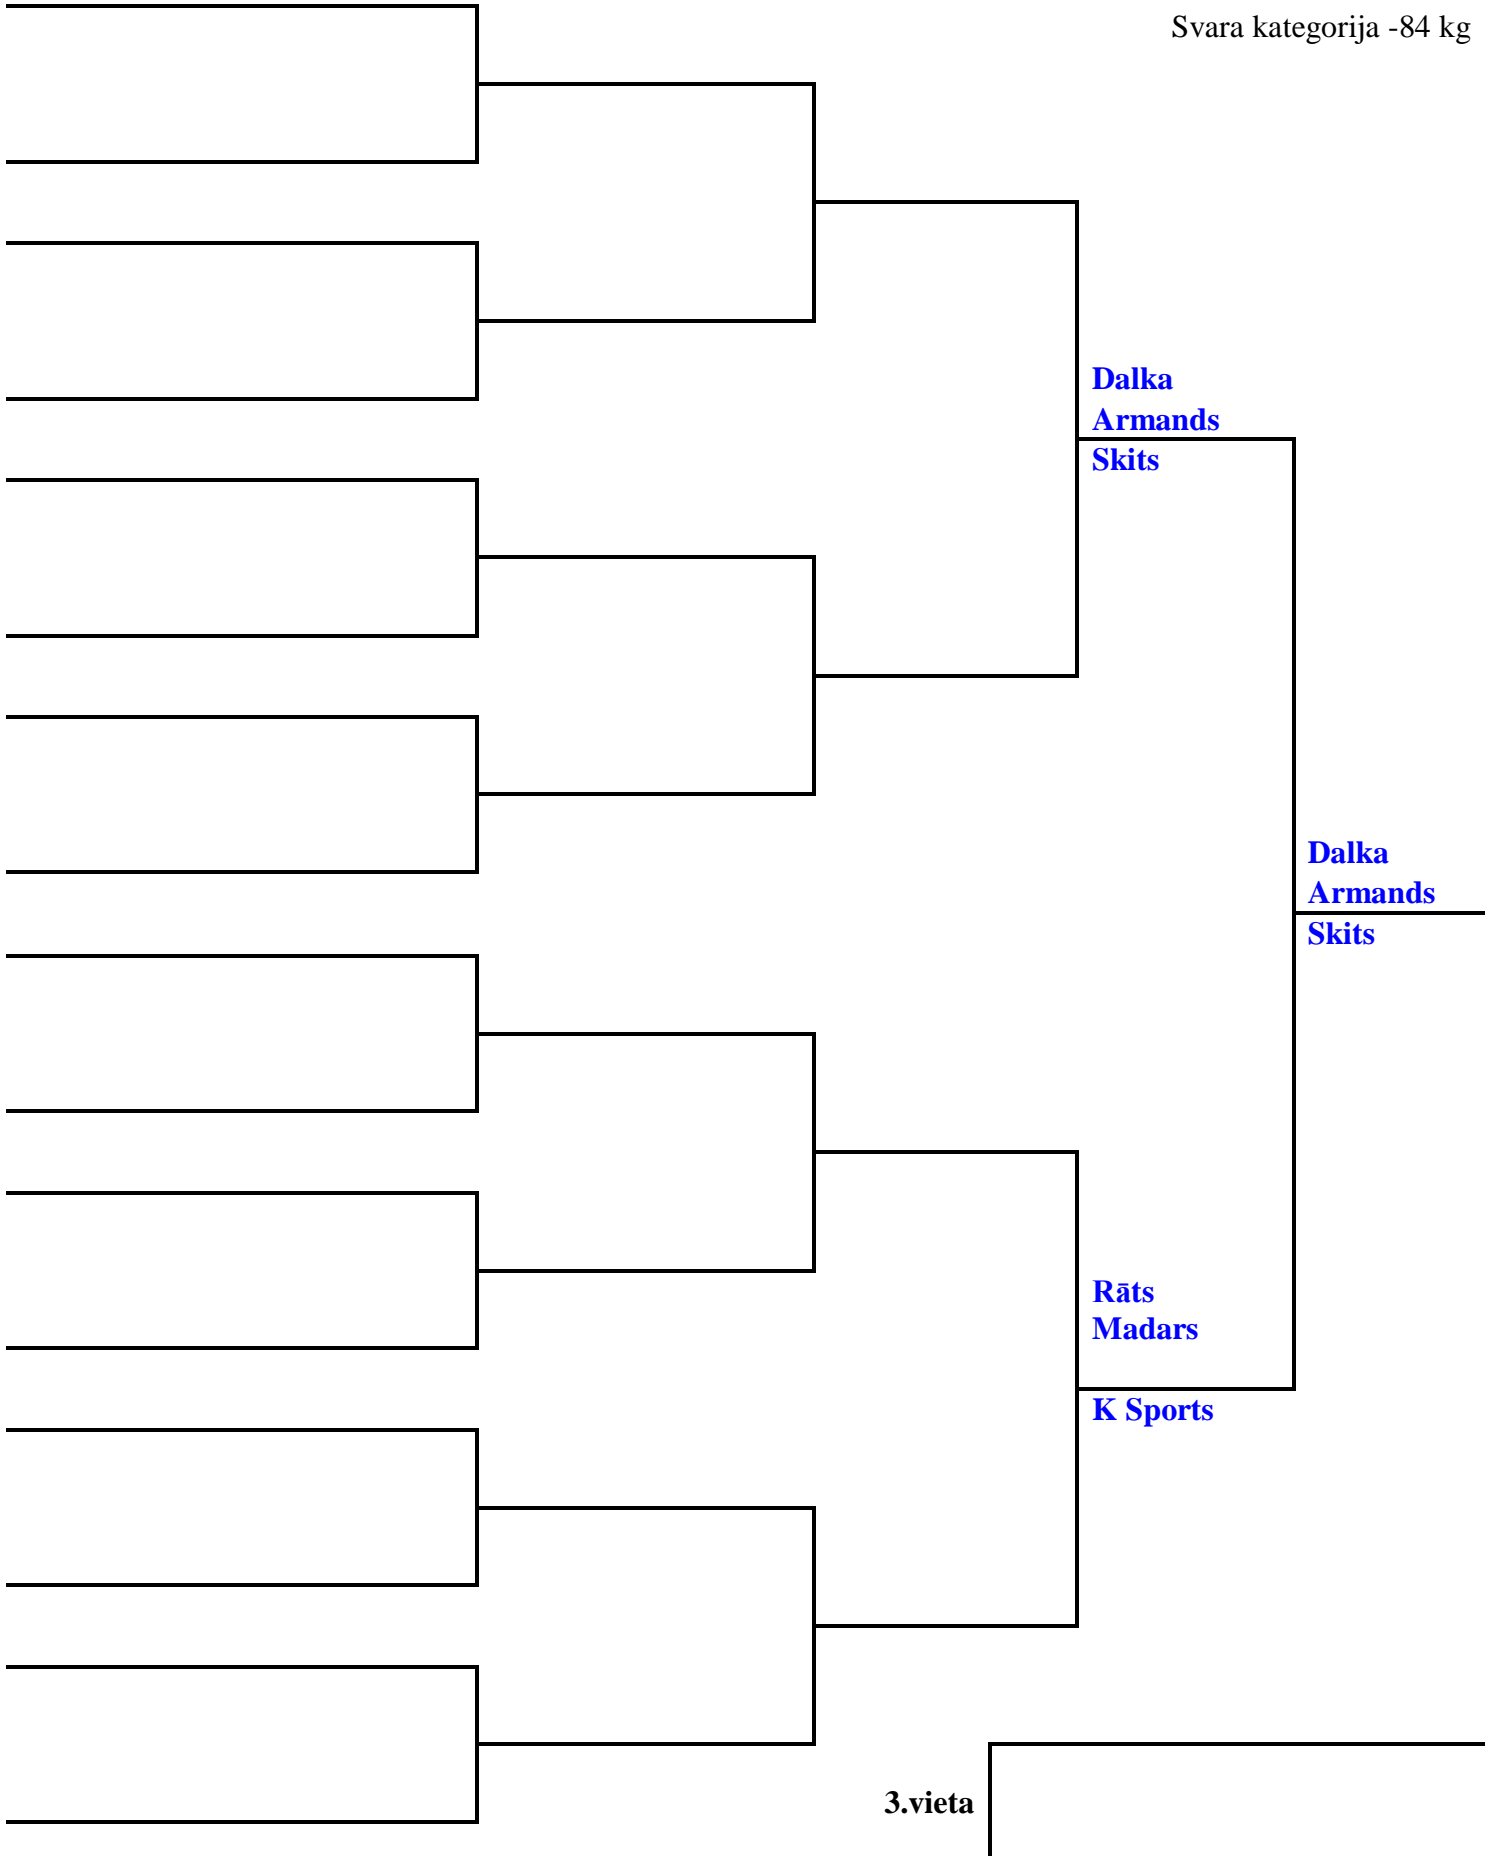 Svara kategorija -84 kg
Dalka
Armands
Skits
Dalka
Armands
Skits
Rāts
Madars
K Sports
3.vieta